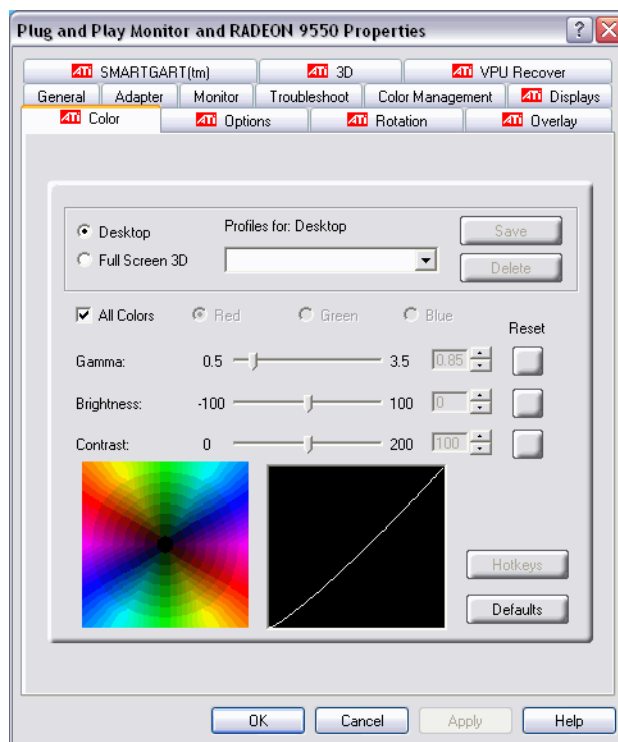 Plug and Play Monitor and RADEON 9550 Properties ?
ATI SMARTGART(tm) ATI 3D ATI VPU Recover
General Adapter Monitor Troubleshoot Color Management ATI Displays
ATI Color ATI Options ATI Rotation ATI Overlay
Desktop Profiles for: Desktop Save
Full Screen 3D Delete
All Colors Red Green Blue
Reset
Gamma: 0.5 3.5 0.85
Brightness: -100 100 0
Contrast: 0 200 100
Hotkeys
Defaults
OK Cancel Apply Help